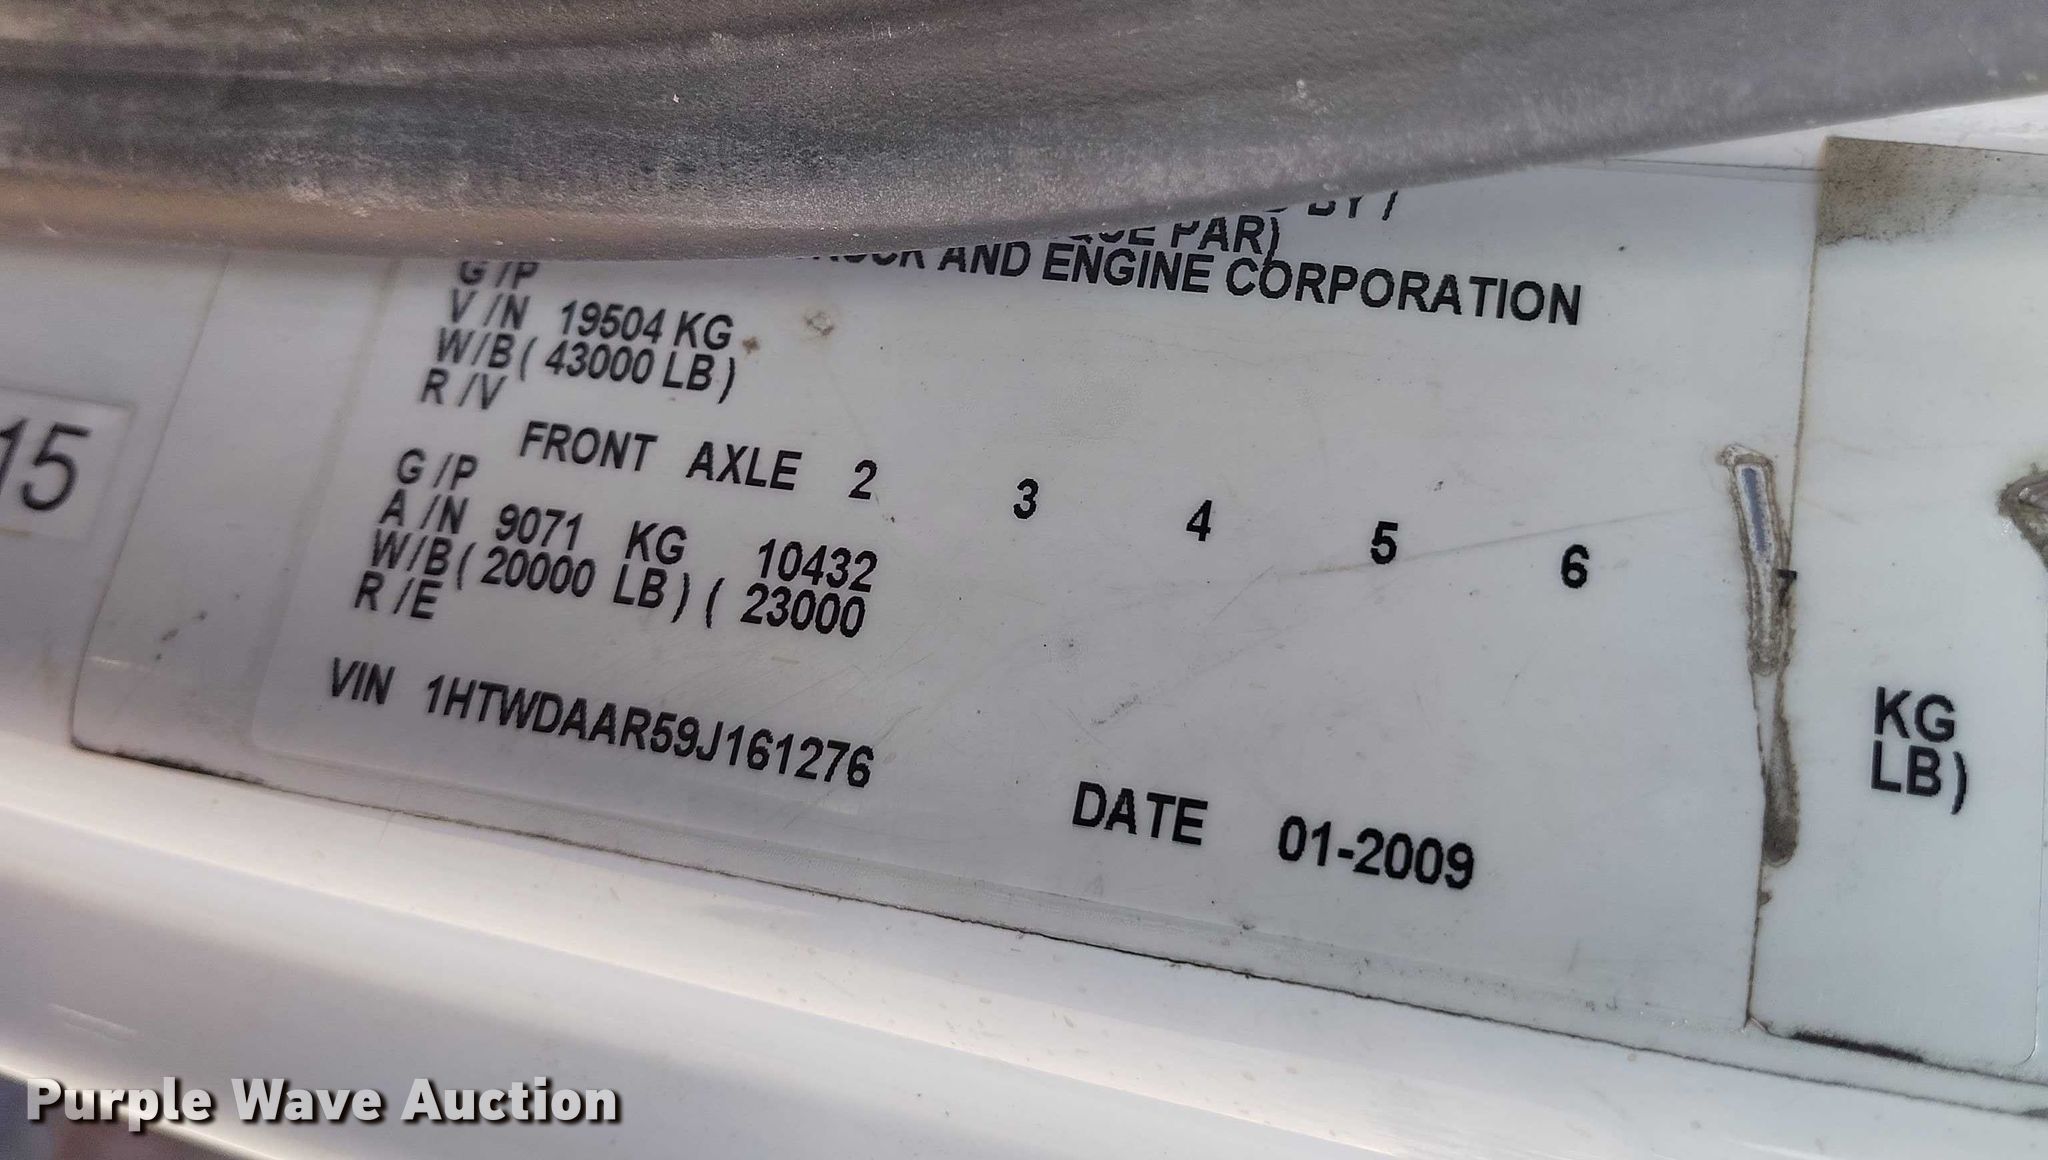 BY /
PAR)
AND ENGINE CORPORATION
G /P
V /N 19504 KG
W/B ( 43000 LB )
R /V
15
FRONT AXLE 2 3 4 5 6 7
G /P
A /N 9071 KG 10432
W/B ( 20000 LB ) ( 23000
R /E
KG
LB )
VIN 1HTWDAAR59J161276
DATE 01-2009
Purple Wave Auction